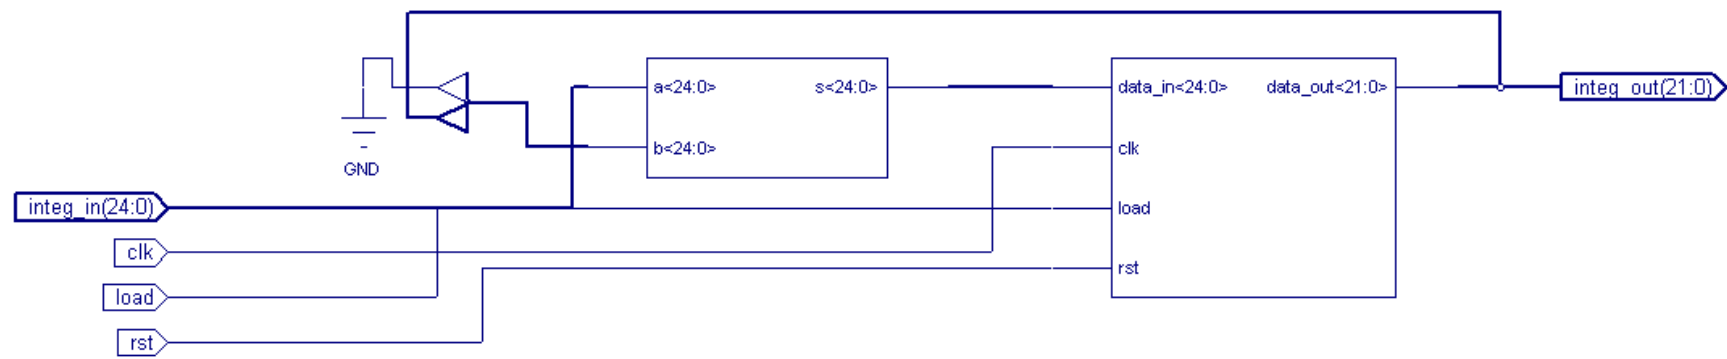 a<24:0>
s<24:0>
data_in<24:0>
data_out<21:0>
integ_out(21:0)
b<24:0>
clk
GND
integ_in(24:0)
load
clk
rst
load
rst